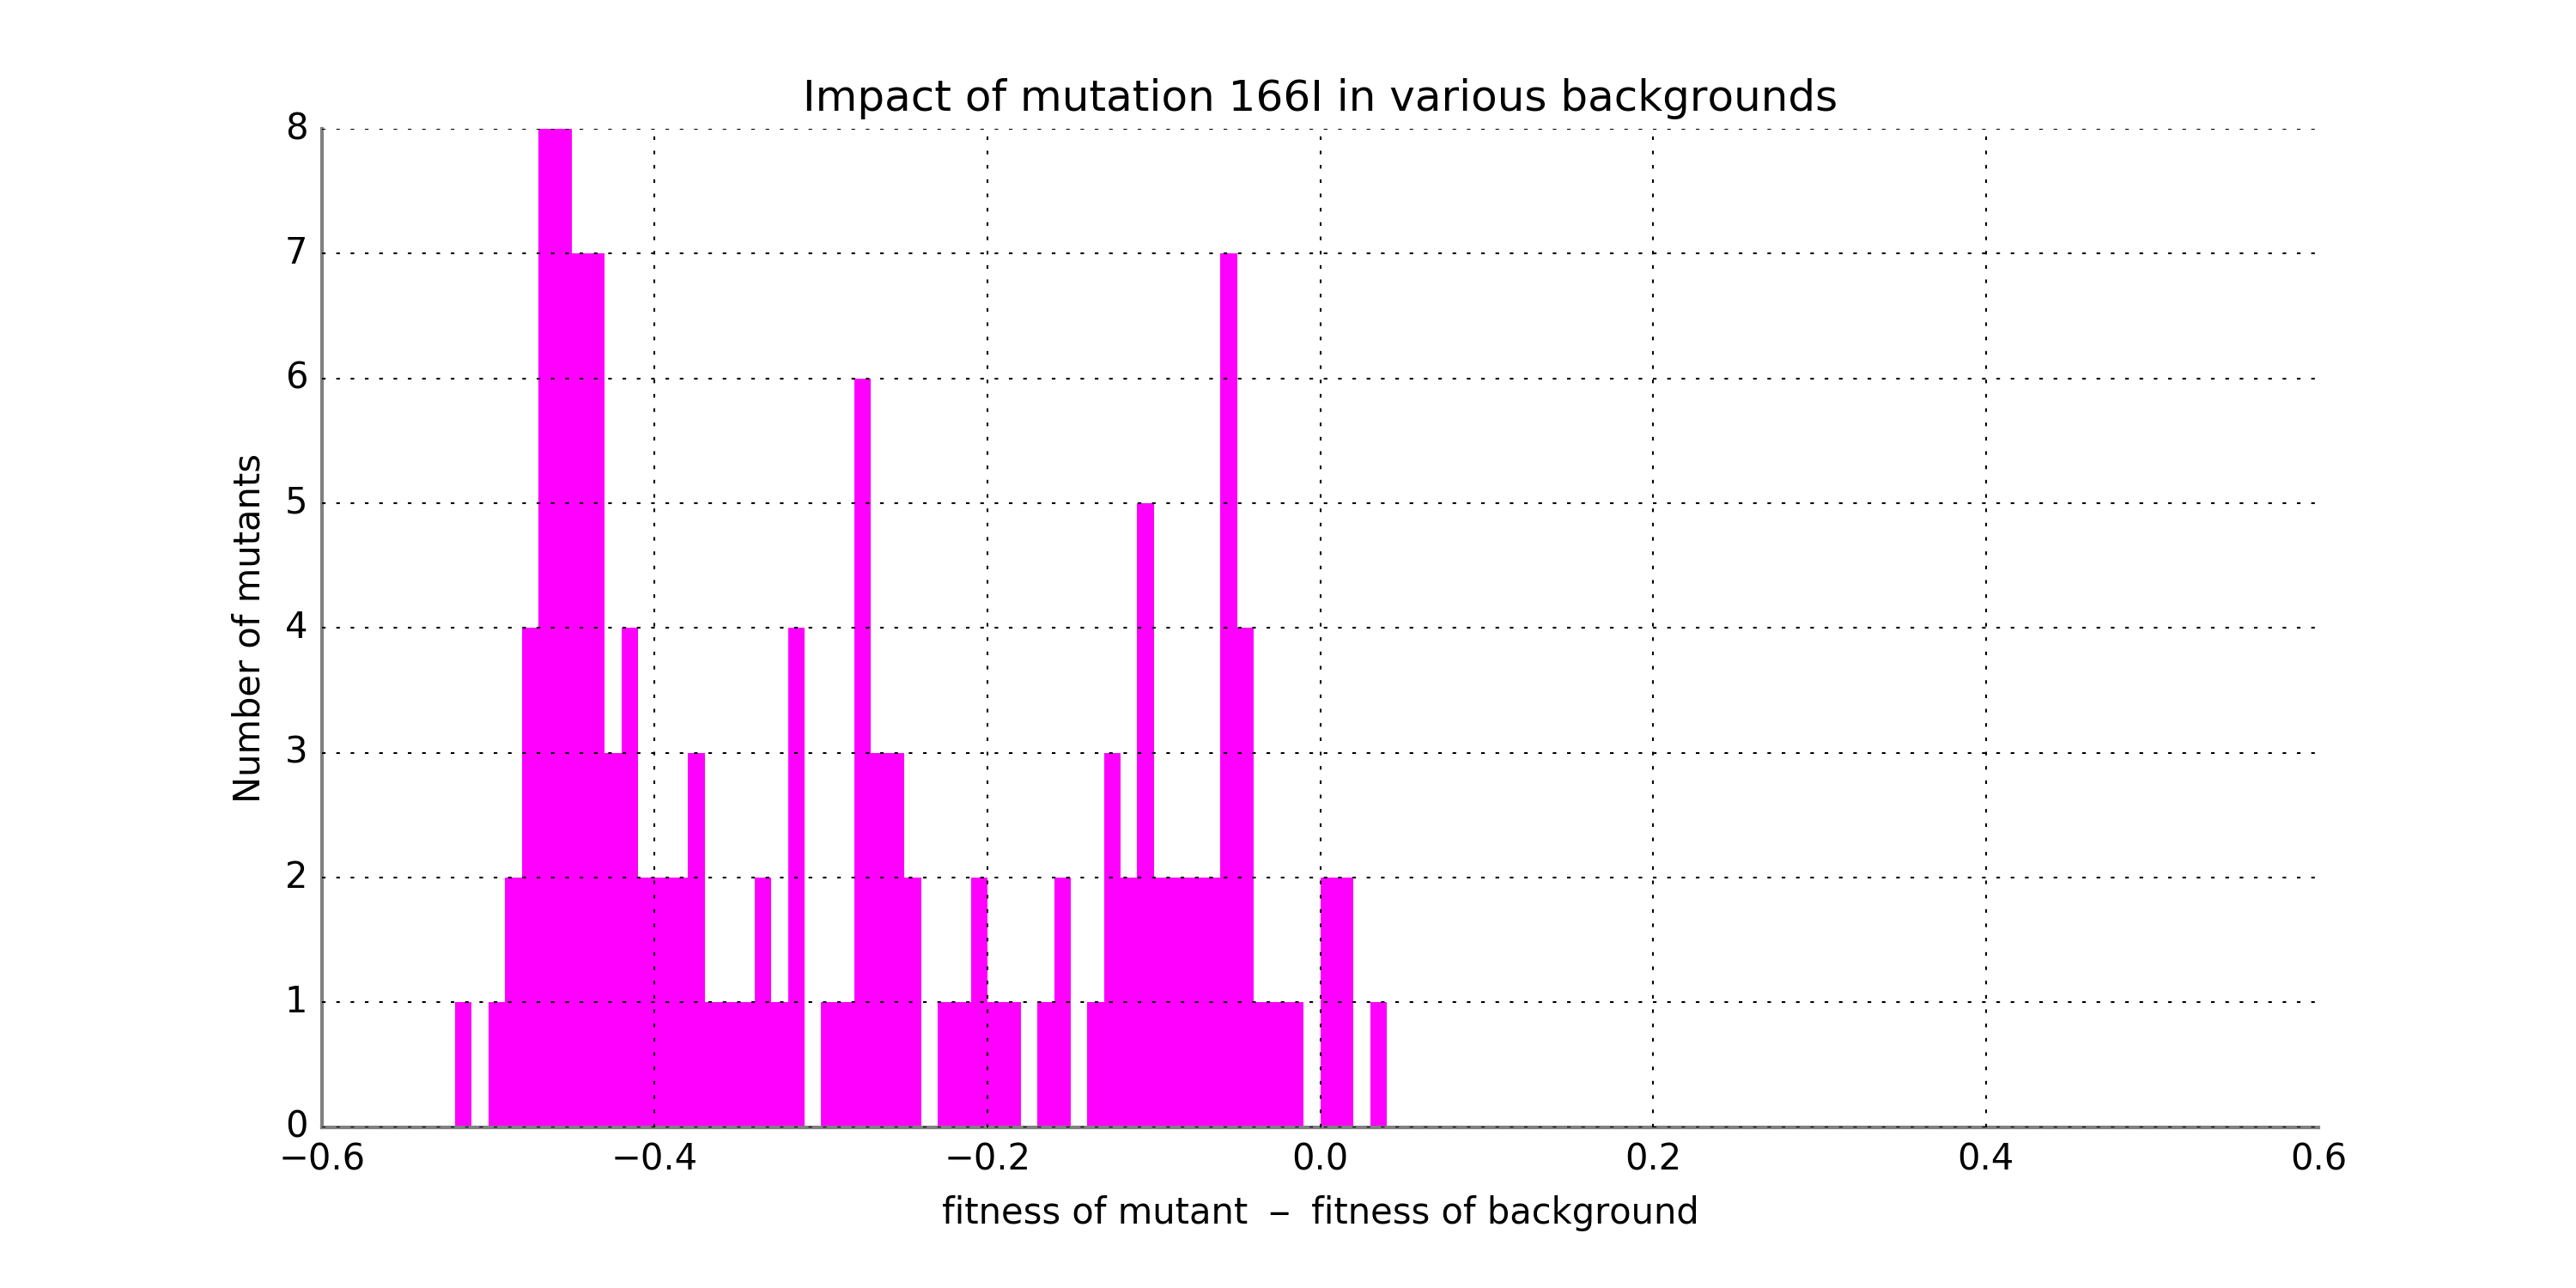 Impact of mutation 166I in various backgrounds
8
7
6
5
4
3
2
1
0
Number of mutants
−0.6 −0.4 −0.2 0.0 0.2 0.4 0.6
fitness of mutant − fitness of background